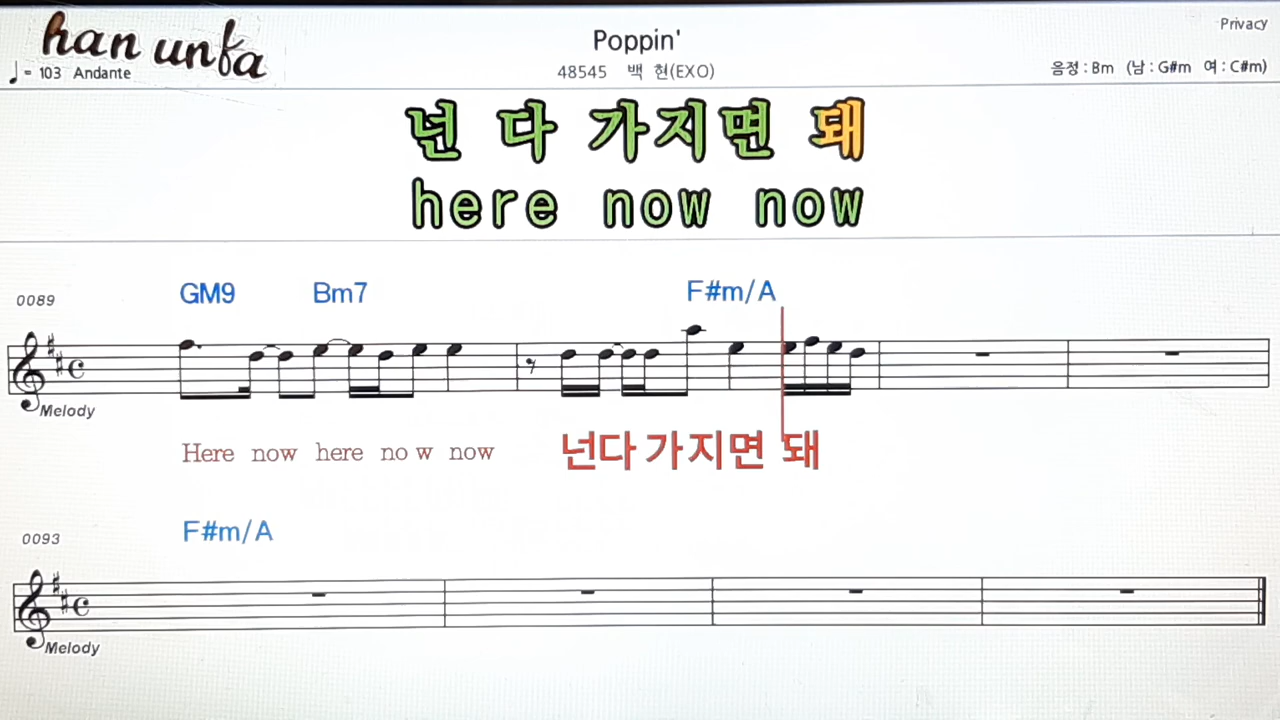 han unfa
Poppin'
Privacy
♩= 103 Andante
48545 백 현(EXO)
음정 : Bm (남 : G#m 여 : C#m)
넌 다 가지면 돼
here now now
0089
GM9 Bm7 F#m/A
Melody
Here now here no w now 넌다 가지면 돼
0093
F#m/A
Melody